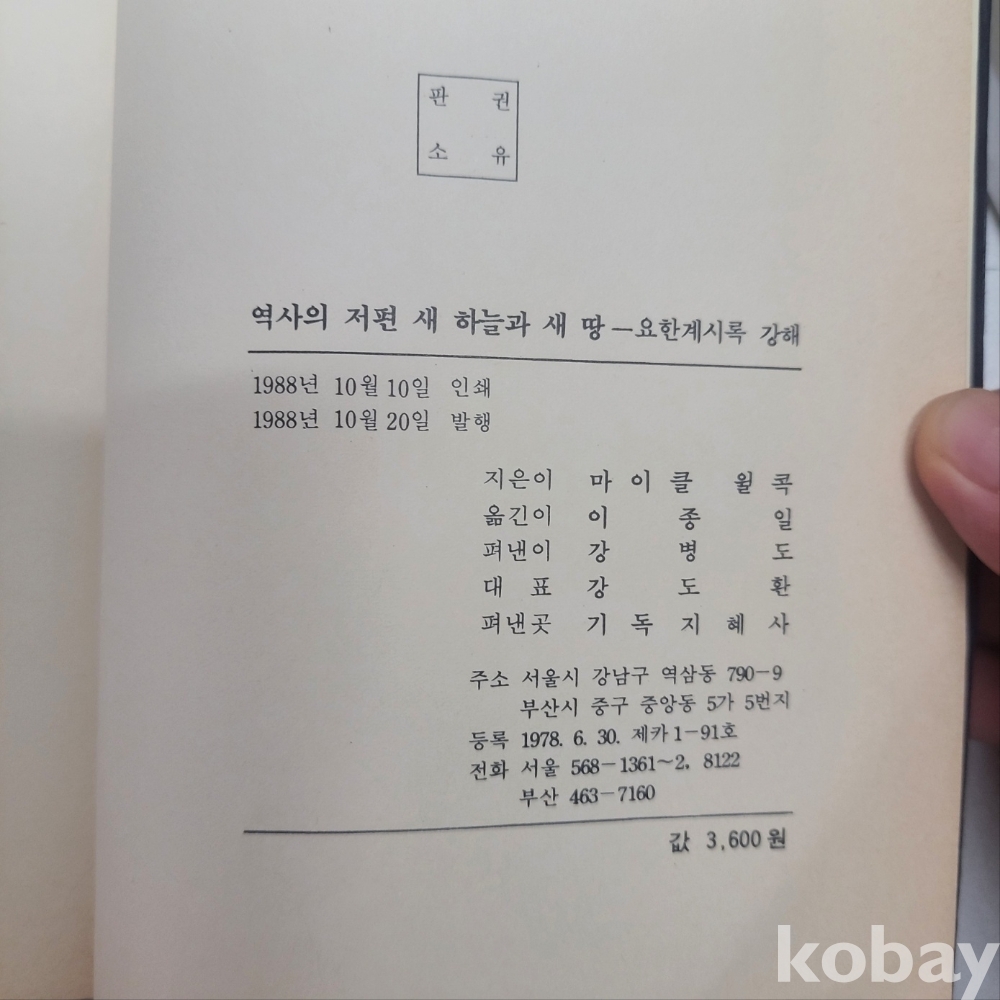 판 권
소 유
역사의 저편 새 하늘과 새 땅—요한계시록 강해
1988년 10월 10일 인쇄
1988년 10월 20일 발행
지은이 마이클 윌콕
옮긴이 이종일
펴낸이 강병도
대표 강도환
펴낸곳 기독지혜사
주소 서울시 강남구 역삼동 790-9
부산시 중구 중앙동 5가 5번지
등록 1978. 6. 30. 제카1-91호
전화 서울 568-1361~2, 8122
부산 463-7160
값 3,600원
kobay